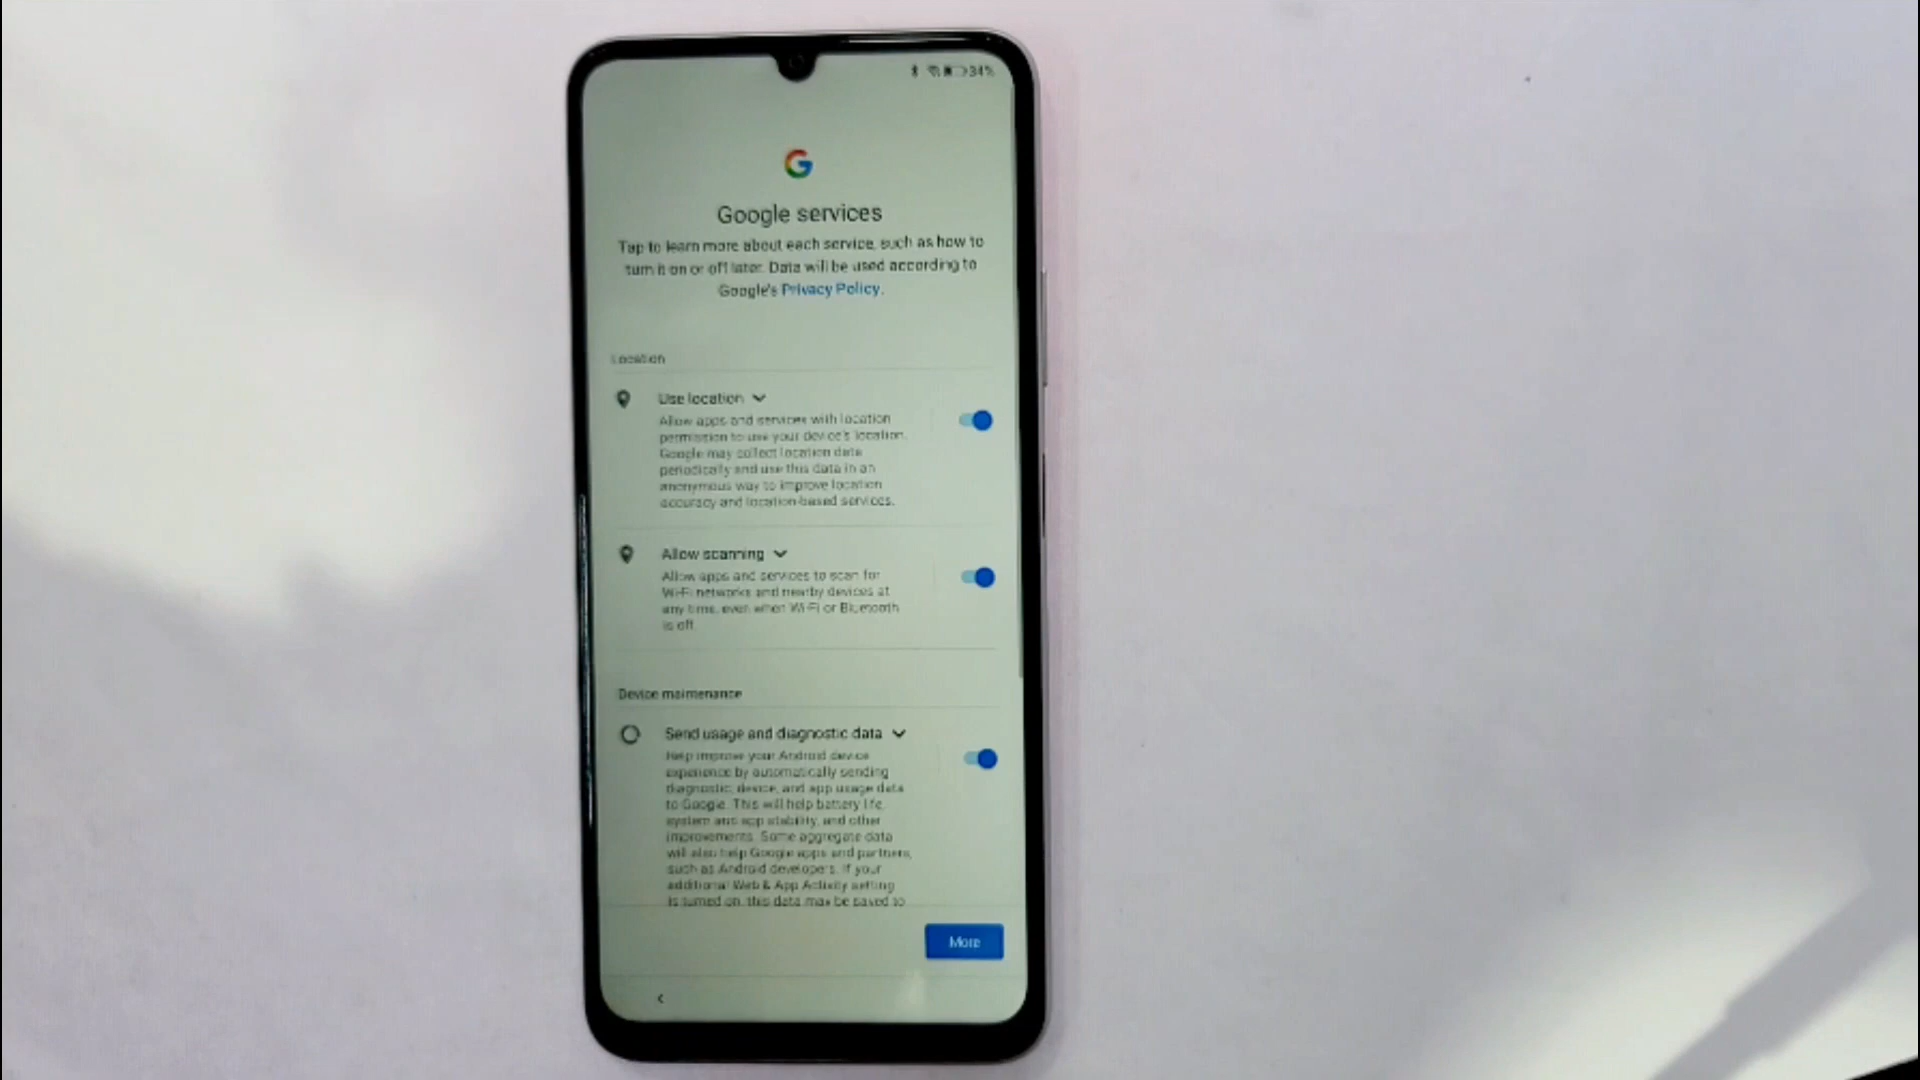 34%
G
Google services
Tap to learn more about each service, such as how to
turn it on or off later. Data will be used according to
Google's Privacy Policy.
Location
Use location
Allow apps and services with location
permission to use your device's location.
Google may collect location data
periodically and use this data in an
anonymous way to improve location
accuracy and location-based services.
Allow scanning
Allow apps and services to scan for
Wi-Fi networks and nearby devices at
any time, even when Wi-Fi or Bluetooth
is off.
Device maintenance
Send usage and diagnostic data
Help improve your Android device
experience by automatically sending
diagnostic, device, and app usage data
to Google. This will help battery life,
system and app stability, and other
improvements. Some aggregate data
will also help Google apps and partners,
such as Android developers. If your
additional Web & App Activity setting
is turned on, this data may be saved to
More